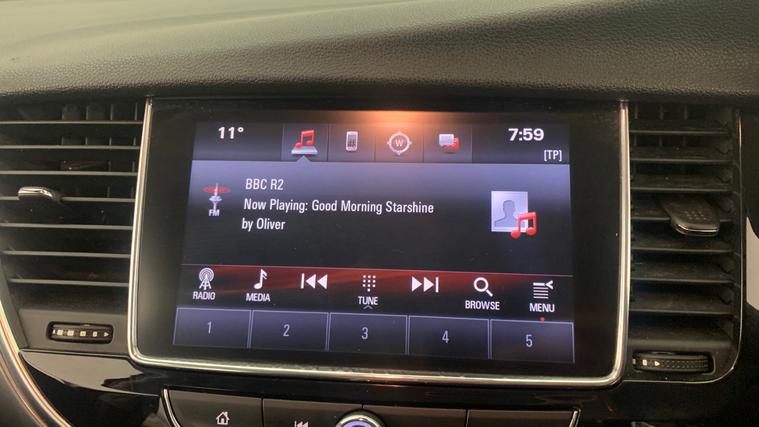 11°
W
7:59
[TP]
BBC R2
FM
Now Playing: Good Morning Starshine
by Oliver
RADIO
MEDIA
TUNE
BROWSE
MENU
1 2 3 4 5